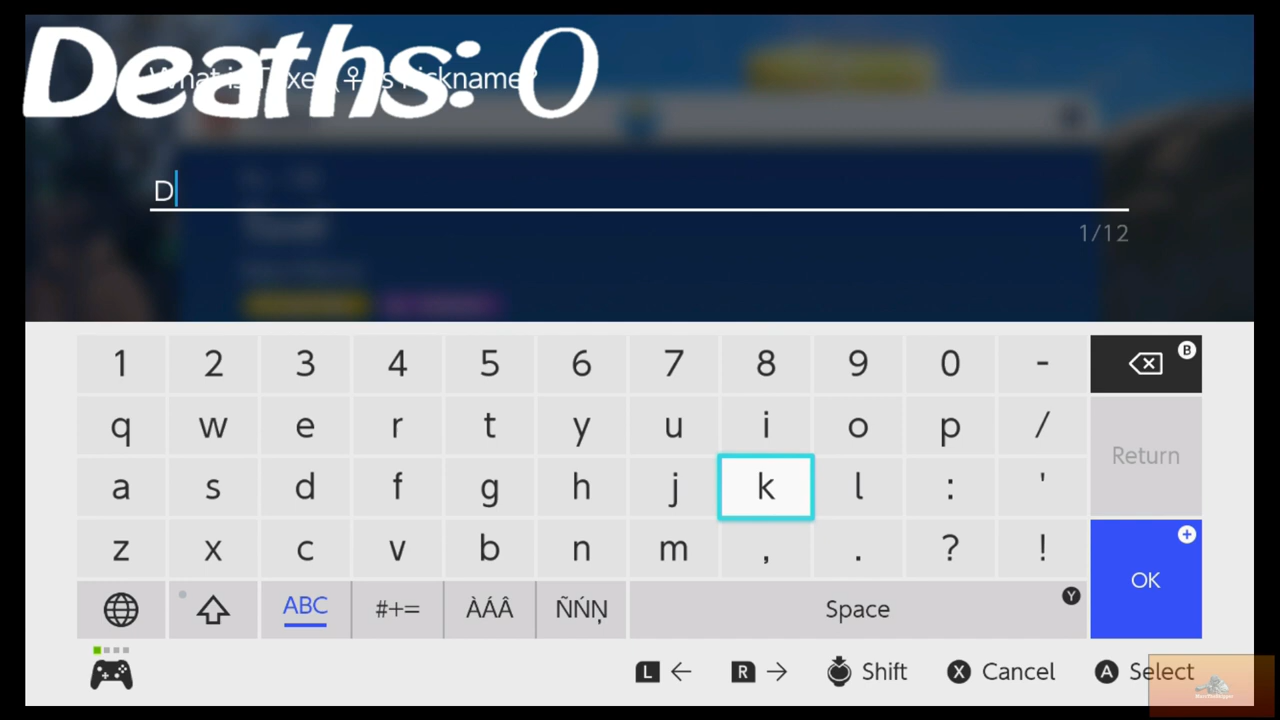 Deaths: 0
nickname?
D
1/12
1 2 3 4 5 6 7 8 9 0 -
q w e r t y u i o p /
Return
a s d f g h j k l : '
z x c v b n m , . ? !
OK
ABC #+= ÀÁÂ ÑŃŅ Space
B
+
Y
L ← R → Shift X Cancel A Select